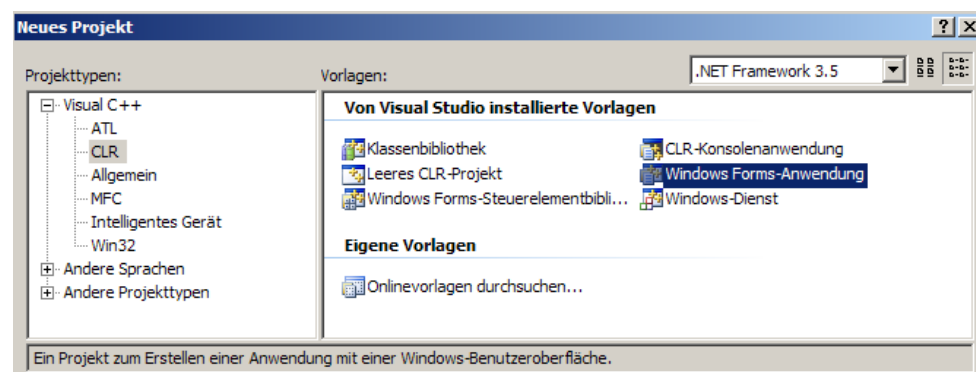 Neues Projekt
Projekttypen:
Vorlagen:
.NET Framework 3.5
Visual C++
ATL
CLR
Allgemein
MFC
Intelligentes Gerät
Win32
Andere Sprachen
Andere Projekttypen
Von Visual Studio installierte Vorlagen
Klassenbibliothek
CLR-Konsolenanwendung
Leeres CLR-Projekt
Windows Forms-Anwendung
Windows Forms-Steuerelementbibli...
Windows-Dienst
Eigene Vorlagen
Onlinevorlagen durchsuchen...
Ein Projekt zum Erstellen einer Anwendung mit einer Windows-Benutzeroberfläche.